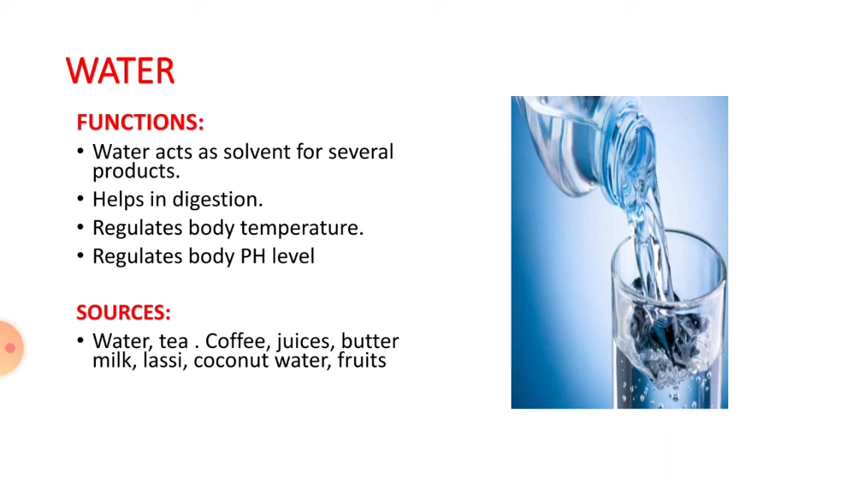 WATER
FUNCTIONS:
• Water acts as solvent for several
products.
• Helps in digestion.
• Regulates body temperature.
• Regulates body PH level
SOURCES:
• Water, tea . Coffee, juices, butter
milk, lassi, coconut water, fruits